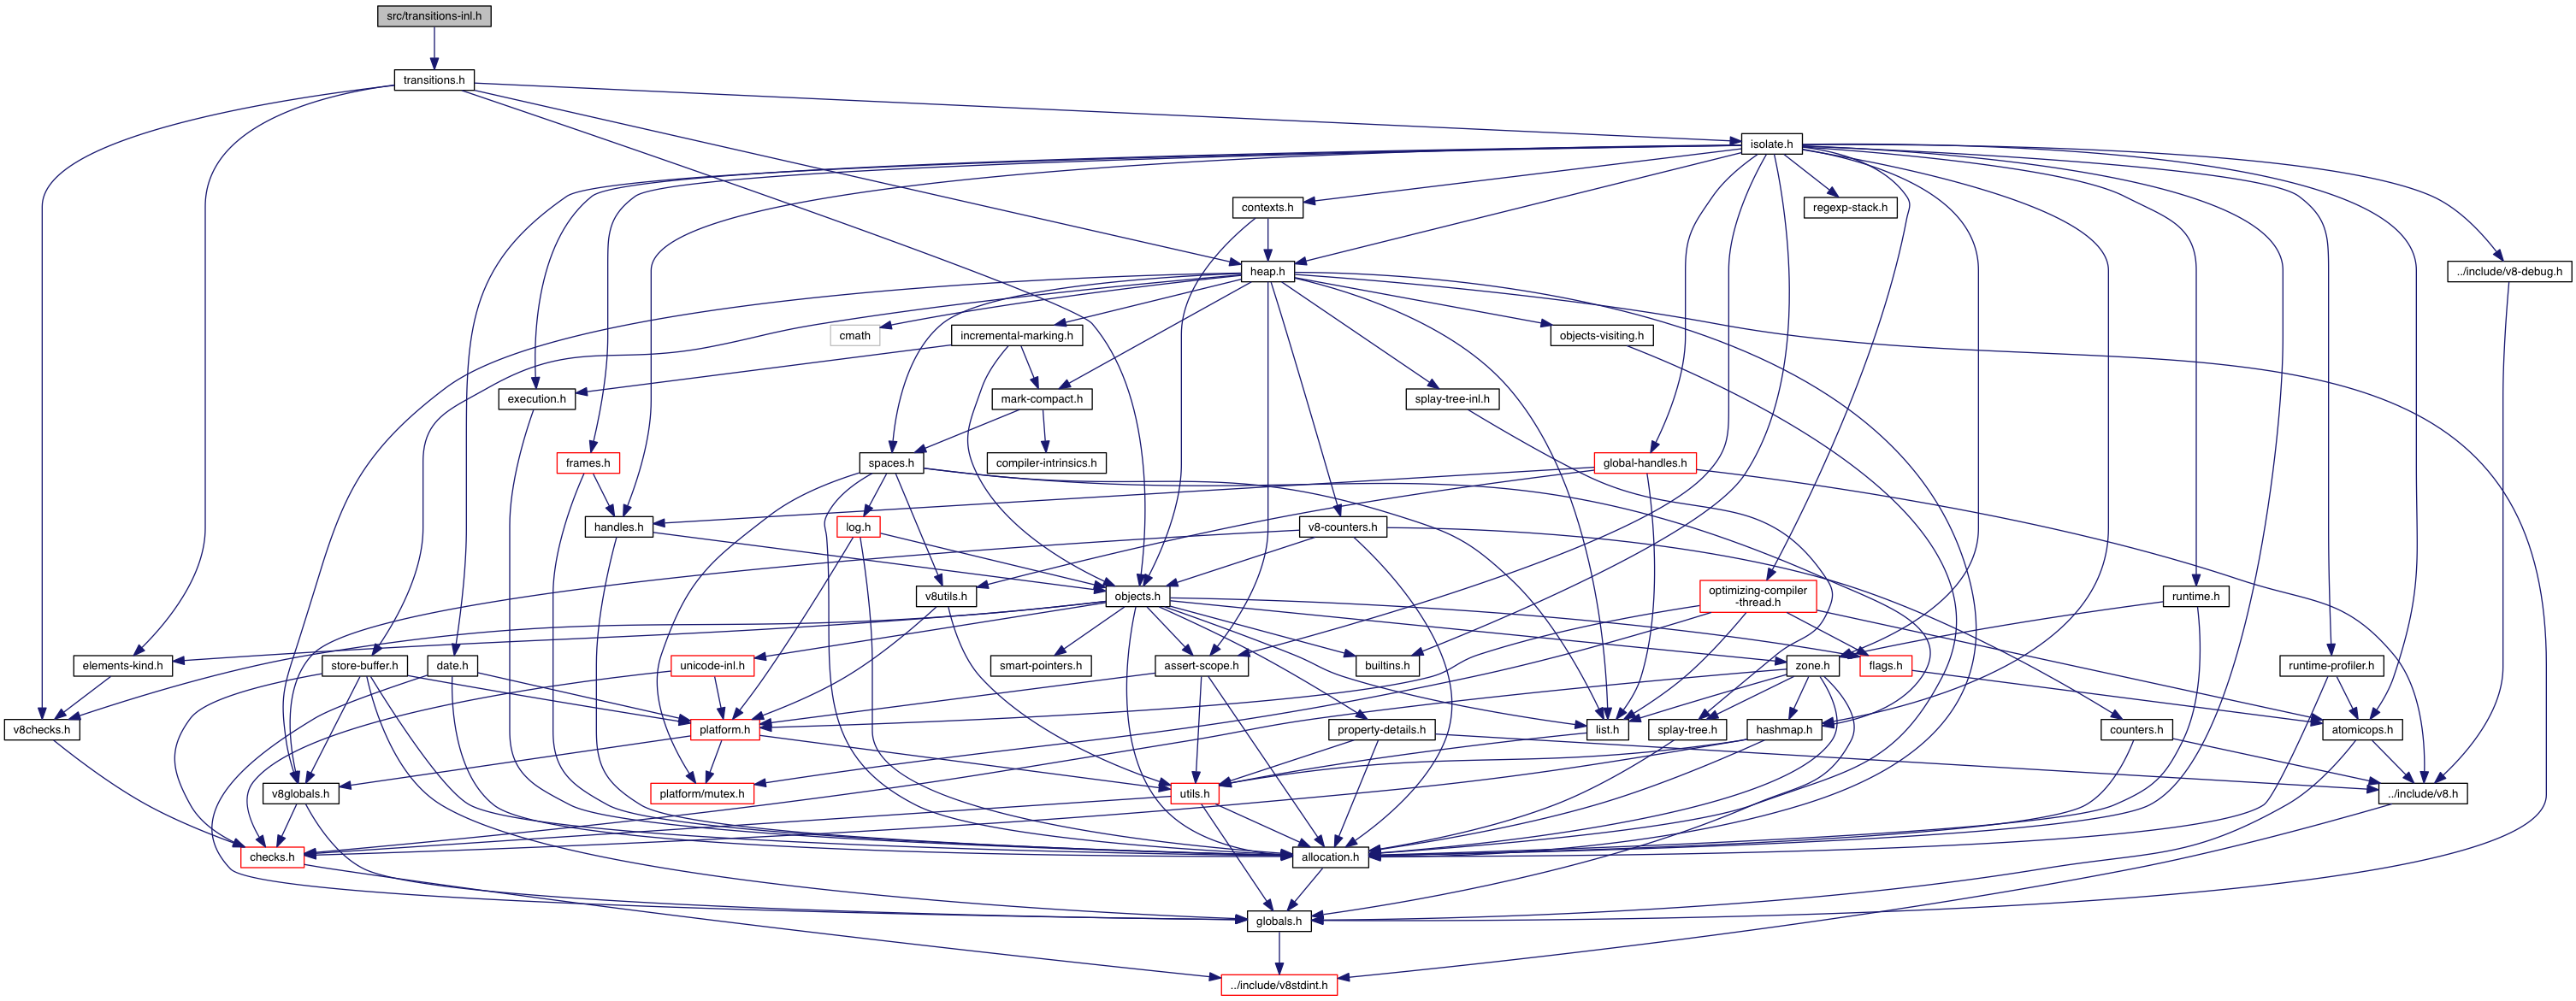 src/transitions-inl.h
transitions.h
isolate.h
contexts.h
regexp-stack.h
heap.h
../include/v8-debug.h
cmath
incremental-marking.h
objects-visiting.h
execution.h
mark-compact.h
splay-tree-inl.h
frames.h
spaces.h
compiler-intrinsics.h
global-handles.h
handles.h
log.h
v8-counters.h
v8utils.h
objects.h
optimizing-compiler
-thread.h
runtime.h
elements-kind.h
store-buffer.h
date.h
unicode-inl.h
smart-pointers.h
assert-scope.h
builtins.h
zone.h
flags.h
runtime-profiler.h
v8checks.h
platform.h
property-details.h
list.h
splay-tree.h
hashmap.h
counters.h
atomicops.h
v8globals.h
platform/mutex.h
utils.h
../include/v8.h
checks.h
allocation.h
globals.h
../include/v8stdint.h